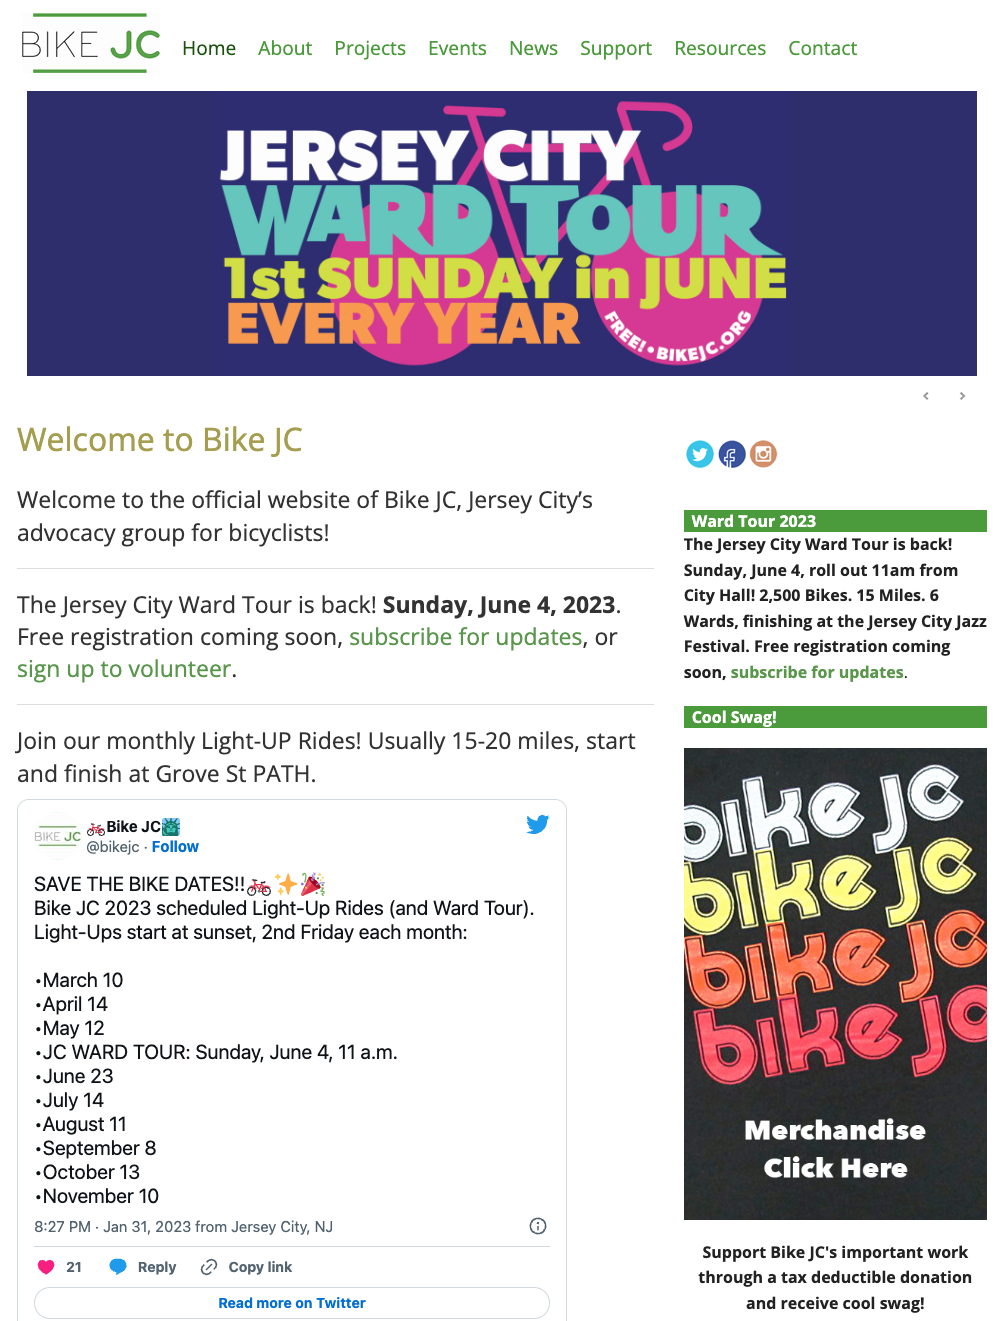 BIKE JC
Home About Projects Events News Support Resources Contact
JERSEY CITY
WARD TOUR
1st SUNDAY in JUNE
EVERY YEAR
FREE! • BIKEJC.ORG
Welcome to Bike JC
Welcome to the official website of Bike JC, Jersey City’s
advocacy group for bicyclists!
The Jersey City Ward Tour is back! Sunday, June 4, 2023.
Free registration coming soon, subscribe for updates, or
sign up to volunteer.
Join our monthly Light-UP Rides! Usually 15-20 miles, start
and finish at Grove St PATH.
BIKE JC
🚲Bike JC🗽
@bikejc · Follow
SAVE THE BIKE DATES!!🚲✨🎉
Bike JC 2023 scheduled Light-Up Rides (and Ward Tour).
Light-Ups start at sunset, 2nd Friday each month:
•March 10
•April 14
•May 12
•JC WARD TOUR: Sunday, June 4, 11 a.m.
•June 23
•July 14
•August 11
•September 8
•October 13
•November 10
8:27 PM · Jan 31, 2023 from Jersey City, NJ
21 Reply Copy link
Read more on Twitter
Ward Tour 2023
The Jersey City Ward Tour is back!
Sunday, June 4, roll out 11am from
City Hall! 2,500 Bikes. 15 Miles. 6
Wards, finishing at the Jersey City Jazz
Festival. Free registration coming
soon, subscribe for updates.
Cool Swag!
bike jc
bike jc
bike jc
bike jc
Merchandise
Click Here
Support Bike JC's important work
through a tax deductible donation
and receive cool swag!